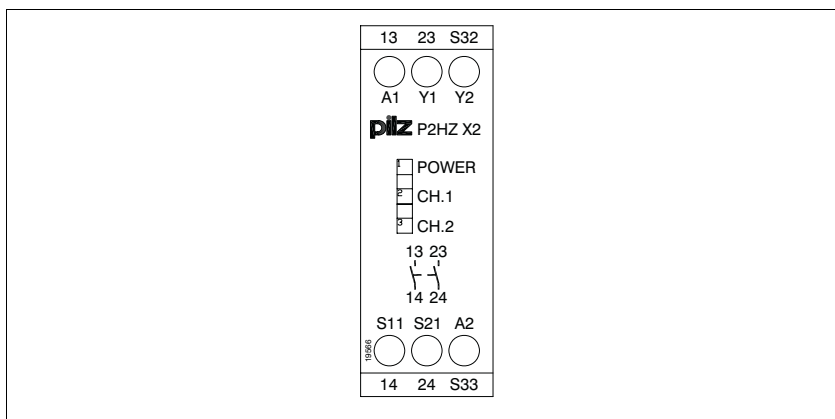 13 23 S32
A1 Y1 Y2
pilz P2HZ X2
1 POWER
2 CH.1
3 CH.2
13 23
14 24
S11 S21 A2
19566
14 24 S33